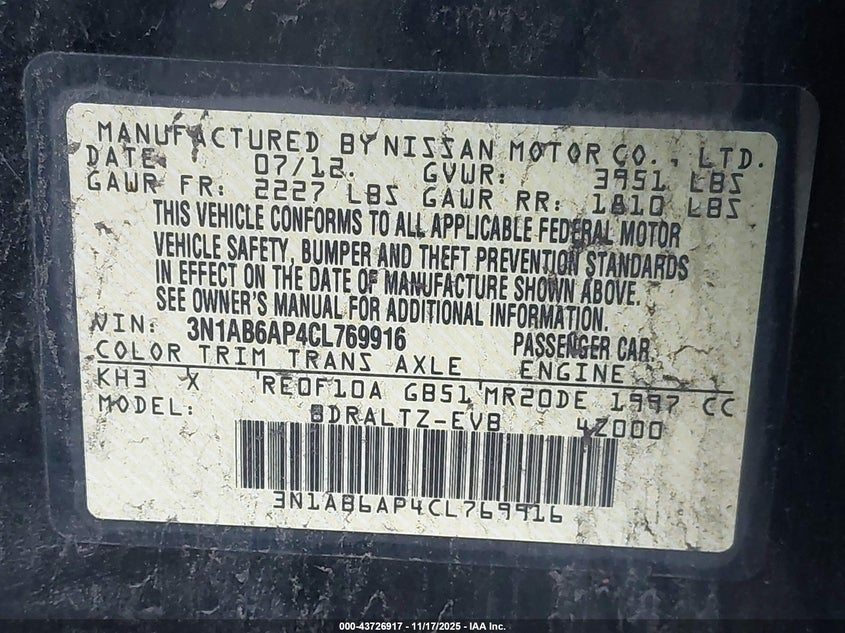 MANUFACTURED BY NISSAN MOTOR CO., LTD.
DATE: 07/12. GVWR: 3951 LBS
GAWR FR: 2227 LBS GAWR RR: 1810 LBS
THIS VEHICLE CONFORMS TO ALL APPLICABLE FEDERAL MOTOR
VEHICLE SAFETY, BUMPER AND THEFT PREVENTION STANDARDS
IN EFFECT ON THE DATE OF MANUFACTURE SHOWN ABOVE.
SEE OWNER'S MANUAL FOR ADDITIONAL INFORMATION.
VIN: 3N1AB6AP4CL769916 PASSENGER CAR
COLOR TRIM TRANS AXLE ENGINE
KH3 X RE0F10A GB51 MR20DE 1997 CC
MODEL: BDRALTZ-EVB 4Z000
3N1AB6AP4CL769916
000-43726917 - 11/17/2025 - IAA Inc.